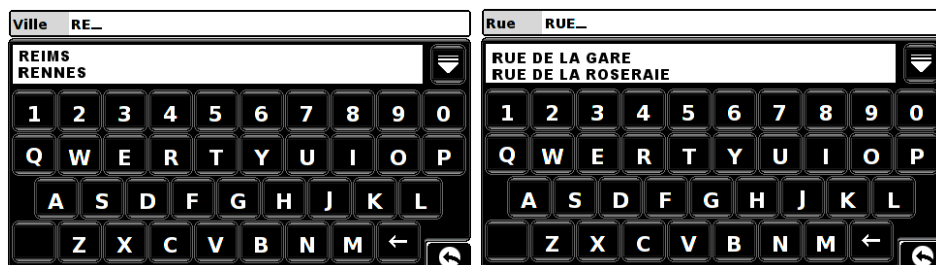 Ville RE_
REIMS
RENNES
1 2 3 4 5 6 7 8 9 0
Q W E R T Y U I O P
A S D F G H J K L
Z X C V B N M ←
Rue RUE_
RUE DE LA GARE
RUE DE LA ROSERAIE
1 2 3 4 5 6 7 8 9 0
Q W E R T Y U I O P
A S D F G H J K L
Z X C V B N M ←